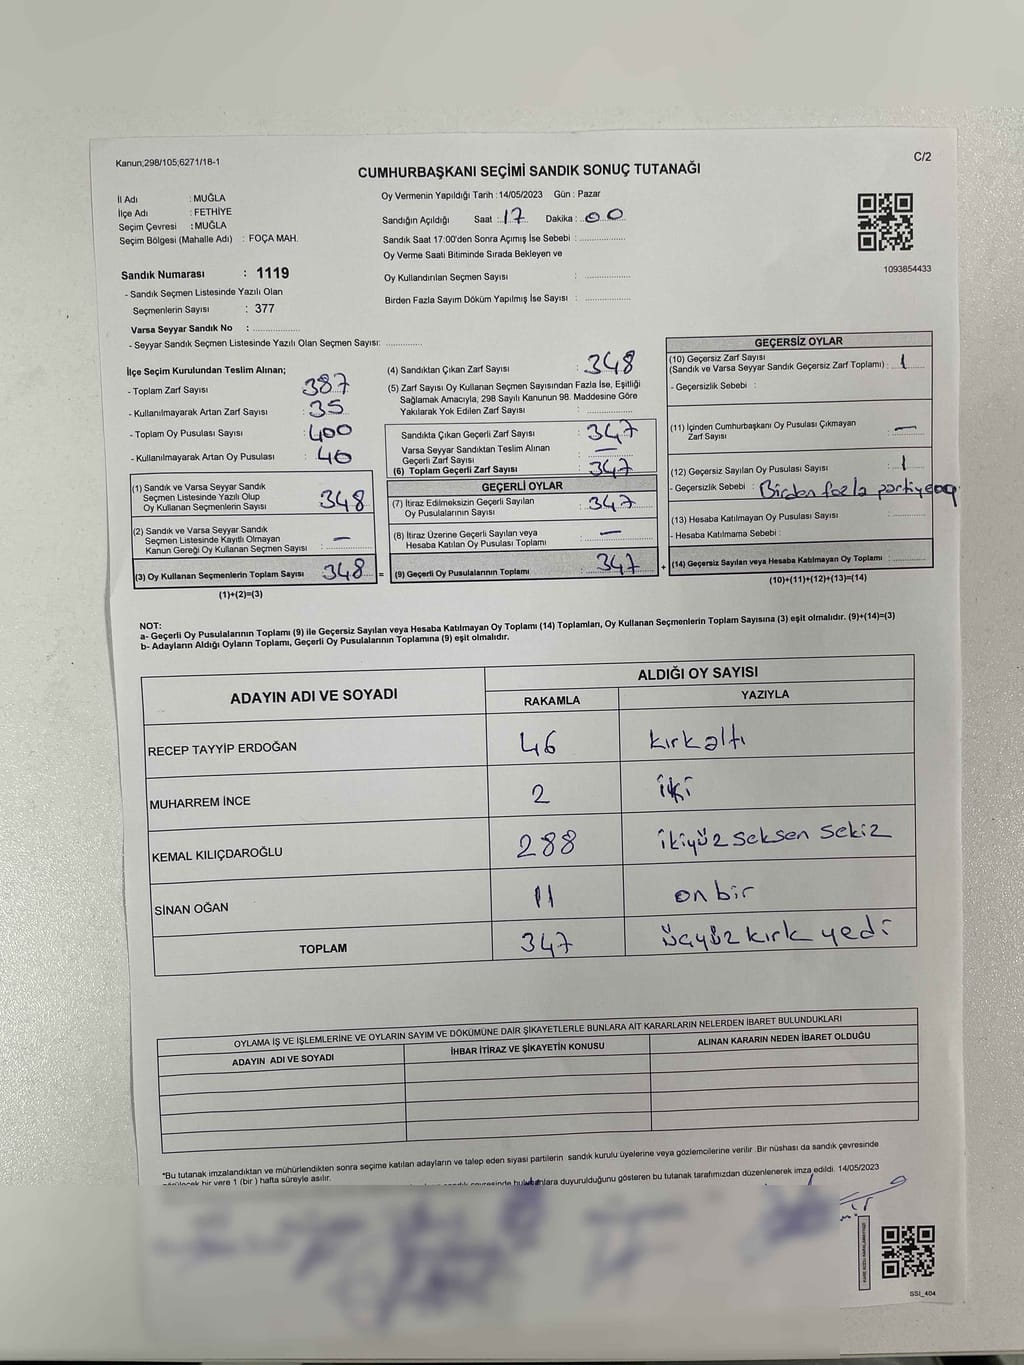 Kanun;298/105;6271/18-1
C/2
CUMHURBAŞKANI SEÇİMİ SANDIK SONUÇ TUTANAĞI
İl Adı : MUĞLA
İlçe Adı : FETHİYE
Seçim Çevresi : MUĞLA
Seçim Bölgesi (Mahalle Adı) : FOÇA MAH.
Oy Vermenin Yapıldığı Tarih : 14/05/2023 Gün : Pazar
Sandığın Açıldığı Saat : 17 Dakika : 00
Sandık Saat 17:00'den Sonra Açımış İse Sebebi :
Oy Verme Saati Bitiminde Sırada Bekleyen ve
Oy Kullandırılan Seçmen Sayısı :
Birden Fazla Sayım Döküm Yapılmış İse Sayısı :
1093854433
Sandık Numarası : 1119
- Sandık Seçmen Listesinde Yazılı Olan
Seçmenlerin Sayısı : 377
Varsa Seyyar Sandık No :
- Seyyar Sandık Seçmen Listesinde Yazılı Olan Seçmen Sayısı:
İlçe Seçim Kurulundan Teslim Alınan;
- Toplam Zarf Sayısı : 387
- Kullanılmayarak Artan Zarf Sayısı : 35
- Toplam Oy Pusulası Sayısı : 400
- Kullanılmayarak Artan Oy Pusulası : 40
(1) Sandık ve Varsa Seyyar Sandık
Seçmen Listesinde Yazılı Olup
Oy Kullanan Seçmenlerin Sayısı : 348
(2) Sandık ve Varsa Seyyar Sandık
Seçmen Listesinde Kayıtlı Olmayan
Kanun Gereği Oy Kullanan Seçmen Sayısı : —
(3) Oy Kullanan Seçmenlerin Toplam Sayısı 348 =
(1)+(2)=(3)
(4) Sandıktan Çıkan Zarf Sayısı : 348
(5) Zarf Sayısı Oy Kullanan Seçmen Sayısından Fazla İse, Eşitliği
Sağlamak Amacıyla, 298 Sayılı Kanunun 98. Maddesine Göre
Yakılarak Yok Edilen Zarf Sayısı :
Sandıkta Çıkan Geçerli Zarf Sayısı : 347
Varsa Seyyar Sandıktan Teslim Alınan
Geçerli Zarf Sayısı : —
(6) Toplam Geçerli Zarf Sayısı : 347
GEÇERLİ OYLAR
(7) İtiraz Edilmeksizin Geçerli Sayılan
Oy Pusulalarının Sayısı : 347
(8) İtiraz Üzerine Geçerli Sayılan veya
Hesaba Katılan Oy Pusulası Toplamı : —
(9) Geçerli Oy Pusulalarının Toplamı : 347 +
GEÇERSİZ OYLAR
(10) Geçersiz Zarf Sayısı
(Sandık ve Varsa Seyyar Sandık Geçersiz Zarf Toplamı) : 1
- Geçersizlik Sebebi :
(11) İçinden Cumhurbaşkanı Oy Pusulası Çıkmayan
Zarf Sayısı : —
(12) Geçersiz Sayılan Oy Pusulası Sayısı : 1
- Geçersizlik Sebebi : Birden fazla partiye
(13) Hesaba Katılmayan Oy Pusulası Sayısı :
- Hesaba Katılmama Sebebi :
(14) Geçersiz Sayılan veya Hesaba Katılmayan Oy Toplamı :
(10)+(11)+(12)+(13)=(14)
NOT:
a- Geçerli Oy Pusulalarının Toplamı (9) ile Geçersiz Sayılan veya Hesaba Katılmayan Oy Toplamı (14) Toplamları, Oy Kullanan Seçmenlerin Toplam Sayısına (3) eşit olmalıdır. (9)+(14)=(3)
b- Adayların Aldığı Oyların Toplamı, Geçerli Oy Pusulalarının Toplamına (9) eşit olmalıdır.
ADAYIN ADI VE SOYADI
ALDIĞI OY SAYISI
RAKAMLA YAZIYLA
RECEP TAYYİP ERDOĞAN 46 kırkaltı
MUHARREM İNCE 2 iki
KEMAL KILIÇDAROĞLU 288 ikiyüz seksen sekiz
SİNAN OĞAN 11 on bir
TOPLAM 347 üçyüz kırk yedi
OYLAMA İŞ VE İŞLEMLERİNE VE OYLARIN SAYIM VE DÖKÜMÜNE DAİR ŞİKAYETLERLE BUNLARA AİT KARARLARIN NELERDEN İBARET BULUNDUKLARI
ADAYIN ADI VE SOYADI İHBAR İTİRAZ VE ŞİKAYETİN KONUSU ALINAN KARARIN NEDEN İBARET OLDUĞU
*Bu tutanak imzalandıktan ve mühürlendikten sonra seçime katılan adayların ve talep eden siyasi partilerin sandık kurulu üyelerine veya gözlemcilerine verilir. Bir nüshası da sandık çevresinde
bir yere 1 (bir) hafta süreyle asılır.
duyurulduğunu gösteren bu tutanak tarafımızdan düzenlenerek imza edildi. 14/05/2023
SSI_404